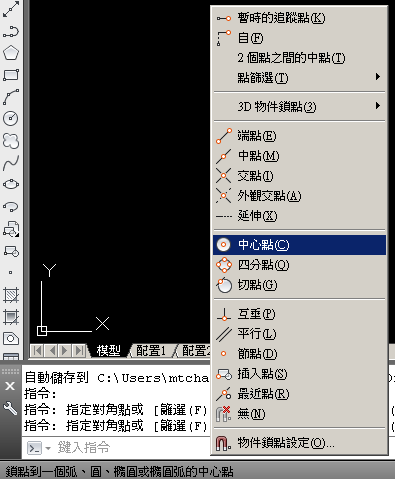 暫時的追蹤點(K)
自(F)
2 個點之間的中點(T)
點篩選(T)
3D 物件鎖點(3)
端點(E)
中點(M)
交點(I)
外觀交點(A)
延伸(X)
中心點(C)
四分點(Q)
切點(G)
互垂(P)
平行(L)
節點(D)
插入點(S)
最近點(R)
無(N)
物件鎖點設定(O)...
Y
X
模型
配置1
配置2
自動儲存到 C:\Users\mtcha
指令:
指令: 指定對角點或 [籬選(F)
指令: 指定對角點或 [籬選(F)
鍵入指令
鎖點到一個弧、圓、橢圓或橢圓弧的中心點